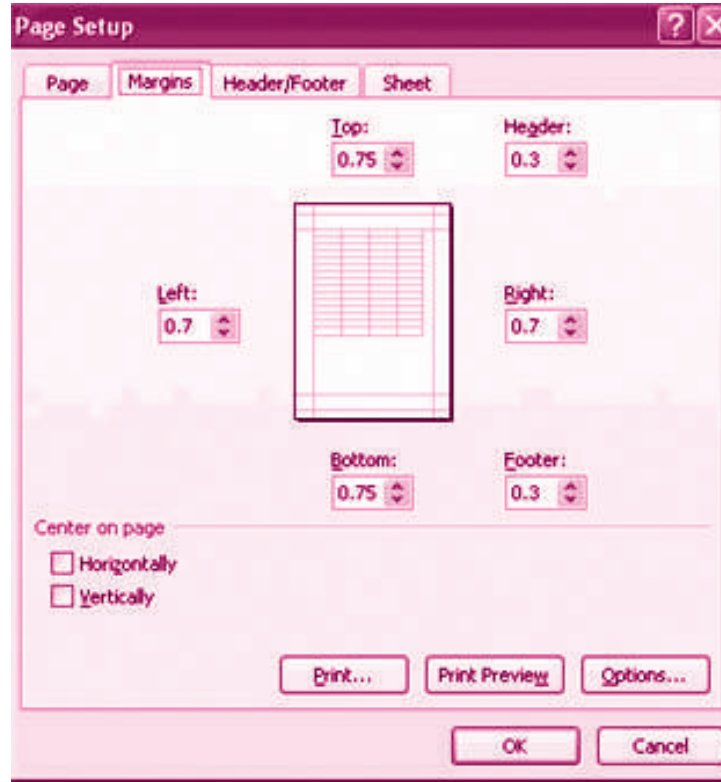 Page Setup
Page Margins Header/Footer Sheet
Top: Header:
0.75 0.3
Left: Right:
0.7 0.7
Bottom: Footer:
0.75 0.3
Center on page
Horizontally
Vertically
Print... Print Preview Options...
OK Cancel